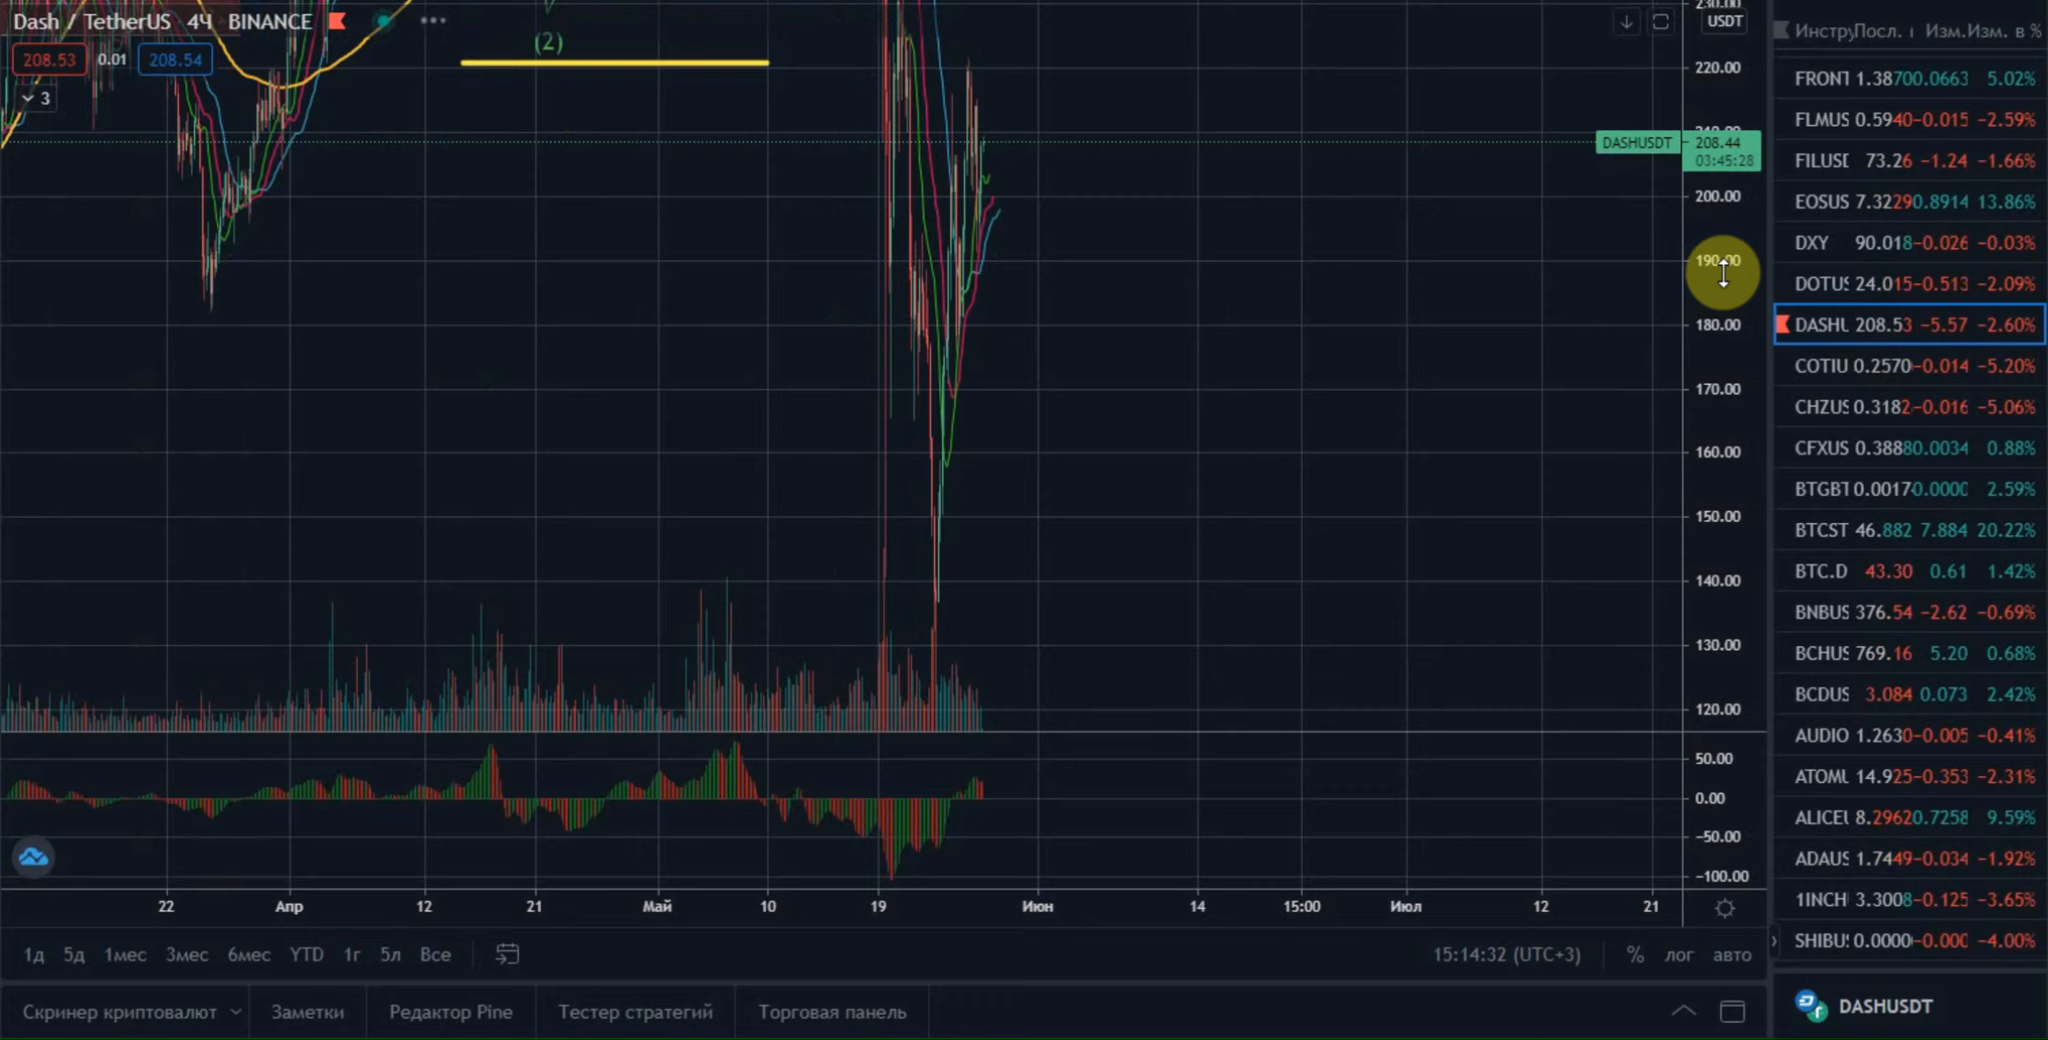 Dash / TetherUS 4Ч BINANCE
208.53 0.01 208.54
3
(2)
230.00
USDT
220.00
DASHUSDT 208.44
03:45:28
200.00
190.00
180.00
170.00
160.00
150.00
140.00
130.00
120.00
50.00
0.00
-50.00
-100.00
22 Апр 12 21 Май 10 19 Июн 14 15:00 Июл 12 21
1д 5д 1мес 3мес 6мес YTD 1г 5л Все
15:14:32 (UTC+3) % лог авто
Скринер криптовалют Заметки Редактор Pine Тестер стратегий Торговая панель
Инстру Посл. Изм. Изм. в %
FRONT 1.3870 0.0663 5.02%
FLMUS 0.5940 -0.015 -2.59%
FILUSD 73.26 -1.24 -1.66%
EOSUS 7.3229 0.8914 13.86%
DXY 90.018 -0.026 -0.03%
DOTUS 24.015 -0.513 -2.09%
DASHU 208.53 -5.57 -2.60%
COTIU 0.2570 -0.014 -5.20%
CHZUS 0.3182 -0.016 -5.06%
CFXUS 0.3888 0.0034 0.88%
BTGBT 0.0017 0.0000 2.59%
BTCST 46.882 7.884 20.22%
BTC.D 43.30 0.61 1.42%
BNBUS 376.54 -2.62 -0.69%
BCHUS 769.16 5.20 0.68%
BCDUS 3.084 0.073 2.42%
AUDIO 1.2630 -0.005 -0.41%
ATOMU 14.925 -0.353 -2.31%
ALICEU 8.2962 0.7258 9.59%
ADAUS 1.7449 -0.034 -1.92%
1INCH 3.3008 -0.125 -3.65%
SHIBUS 0.0000 -0.000 -4.00%
DASHUSDT